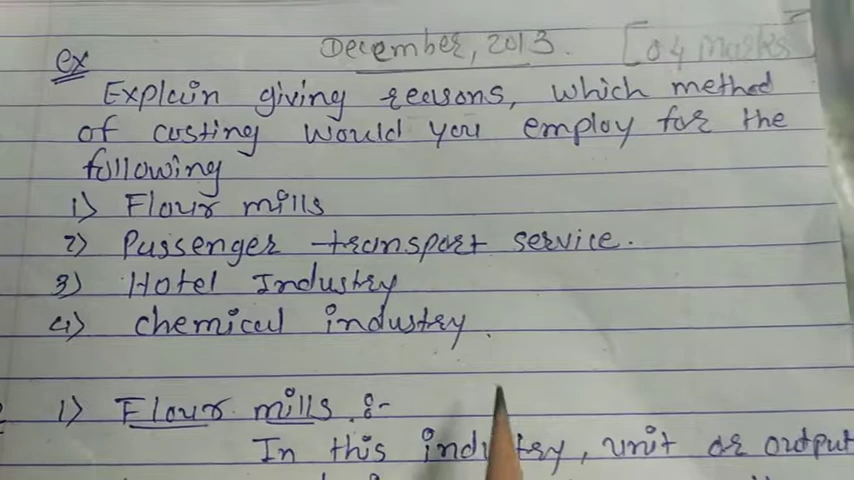 ex
December, 2013. [04 Marks]
Explain giving reasons, which method
of costing would you employ for the
following
1) Flour mills
2) Passenger transport service.
3) Hotel Industry
4) chemical industry.
1) Flour mills :-
In this industry, unit or output